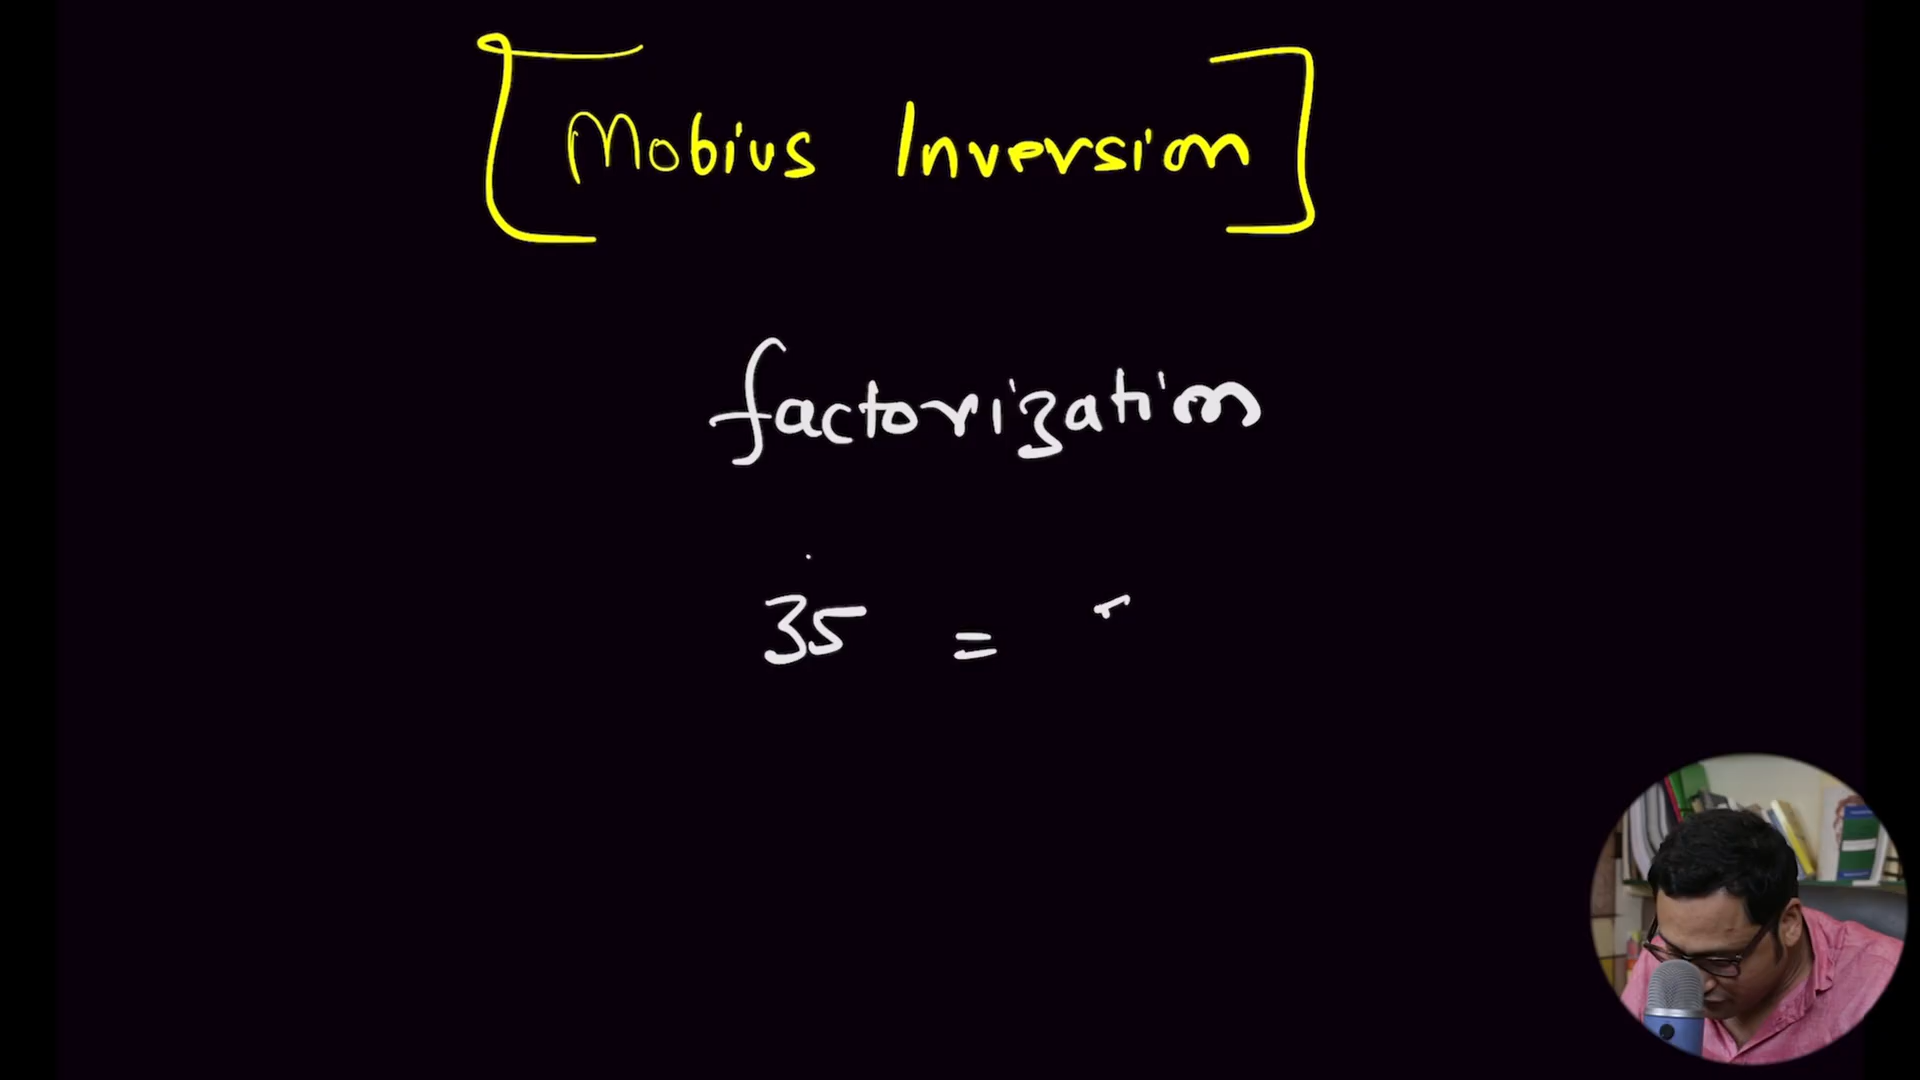 [Mobius Inversion]
factorization
35 =